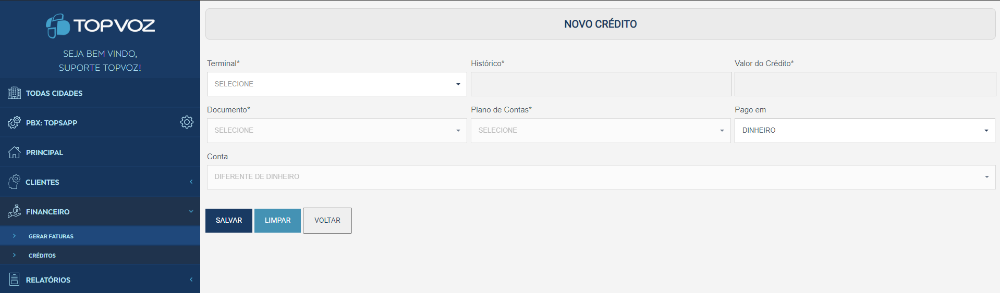 TOPVOZ
SEJA BEM VINDO,
SUPORTE TOPVOZ!
TODAS CIDADES
PBX: TOPSAPP
PRINCIPAL
CLIENTES
FINANCEIRO
GERAR FATURAS
CRÉDITOS
RELATÓRIOS
NOVO CRÉDITO
Terminal* Histórico* Valor do Crédito*
SELECIONE
Documento* Plano de Contas* Pago em
SELECIONE SELECIONE DINHEIRO
Conta
DIFERENTE DE DINHEIRO
SALVAR LIMPAR VOLTAR